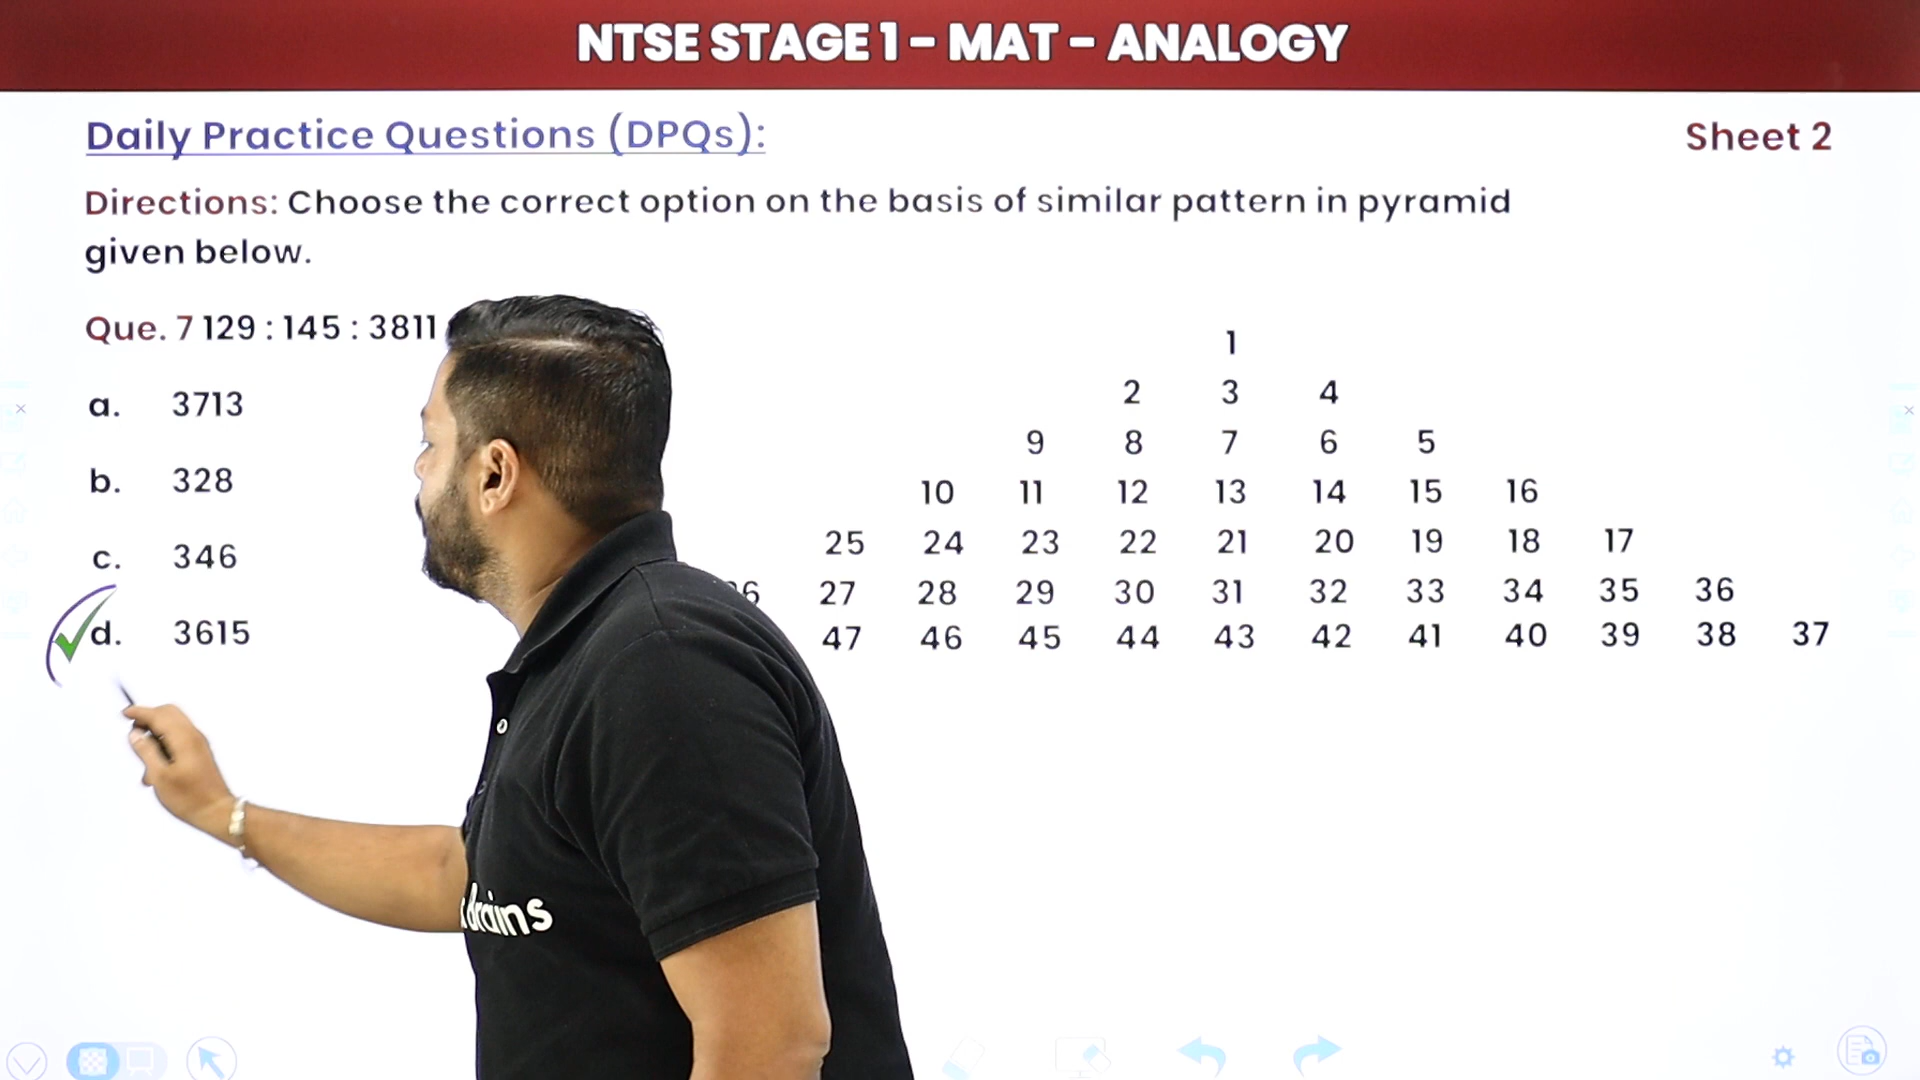 NTSE STAGE 1 - MAT - ANALOGY
Daily Practice Questions (DPQs):
Sheet 2
Directions: Choose the correct option on the basis of similar pattern in pyramid
given below.
Que. 7 129 : 145 : 3811
a. 3713
b. 328
c. 346
d. 3615
1
2 3 4
9 8 7 6 5
10 11 12 13 14 15 16
25 24 23 22 21 20 19 18 17
27 28 29 30 31 32 33 34 35 36
47 46 45 44 43 42 41 40 39 38 37
Brains